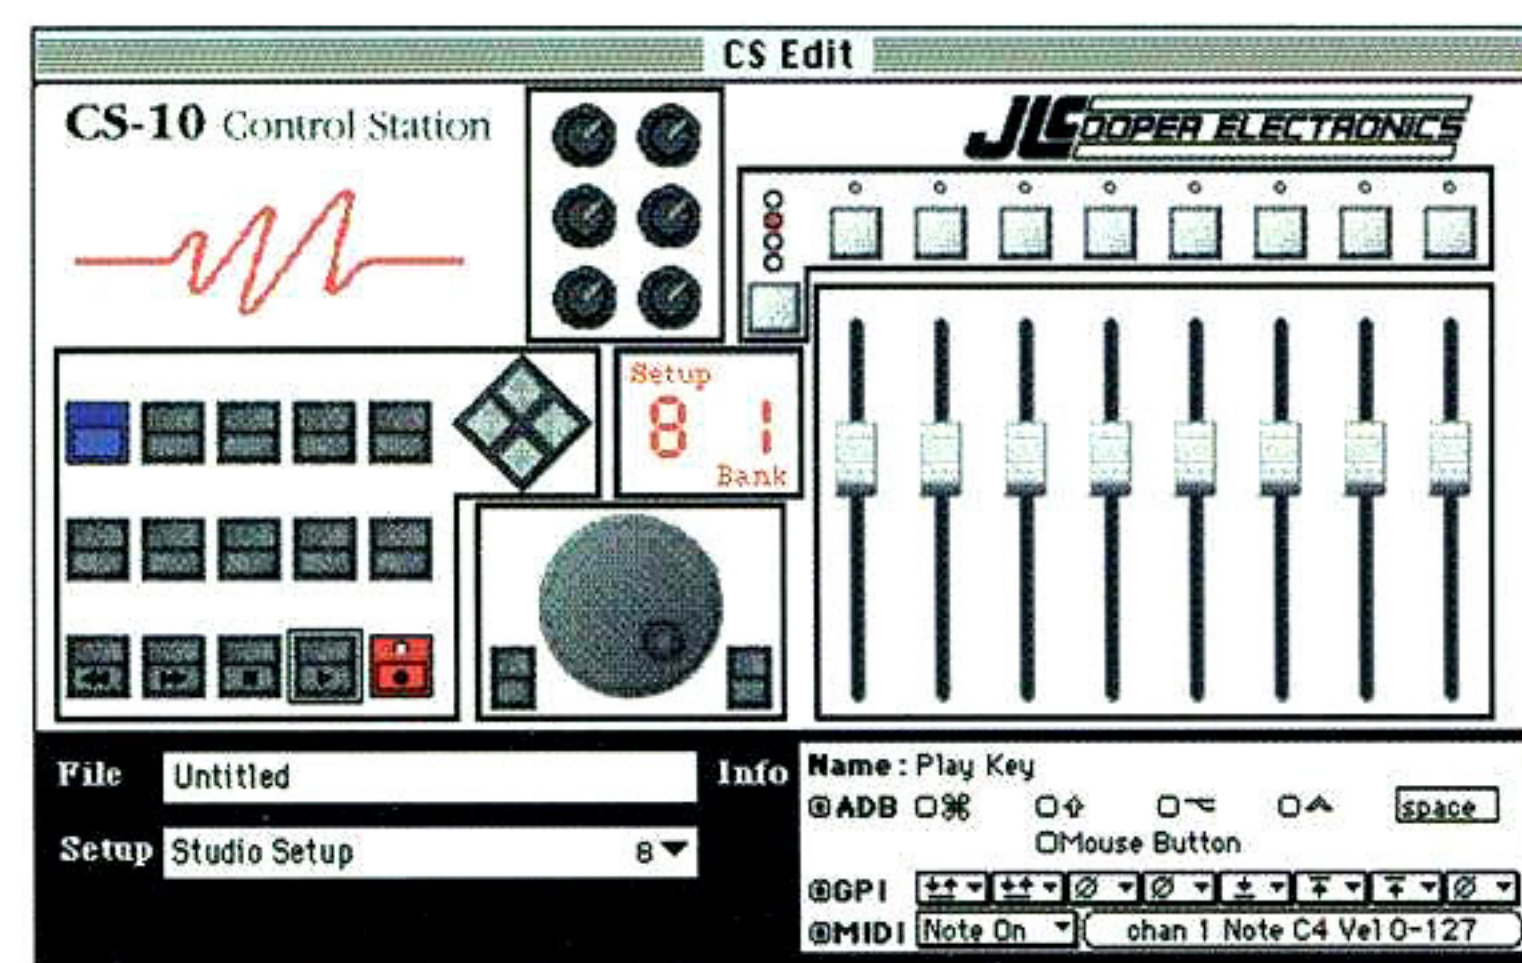 CS Edit
CS-10 Control Station
JLCOOPER ELECTRONICS
Setup
8 1
Bank
File Untitled
Setup Studio Setup 8
Info
Name: Play Key
ADB ⌘ ⇧ ⌥ ^ space
Mouse Button
GPI
MIDI Note On chan 1 Note C4 Vel 0-127